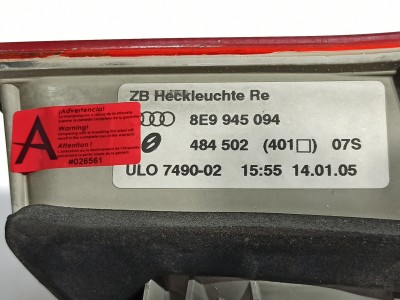 ZB Heckleuchte Re
8E9 945 094
484 502 (401□) 07S
ULO 7490-02 15:55 14.01.05
A
¡Advertencia!
Warning!
Attention !
#026561